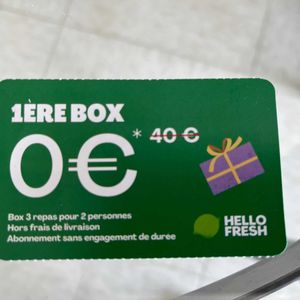 1ÈRE BOX
0€* 40 €
Box 3 repas pour 2 personnes
Hors frais de livraison
Abonnement sans engagement de durée
HELLO
FRESH